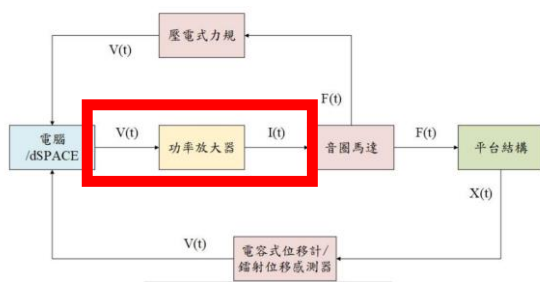 壓電式力規
V(t)
F(t)
電腦
/dSPACE
V(t)
功率放大器
I(t)
音圈馬達
F(t)
平台結構
X(t)
V(t)
電容式位移計/
鐳射位移感測器